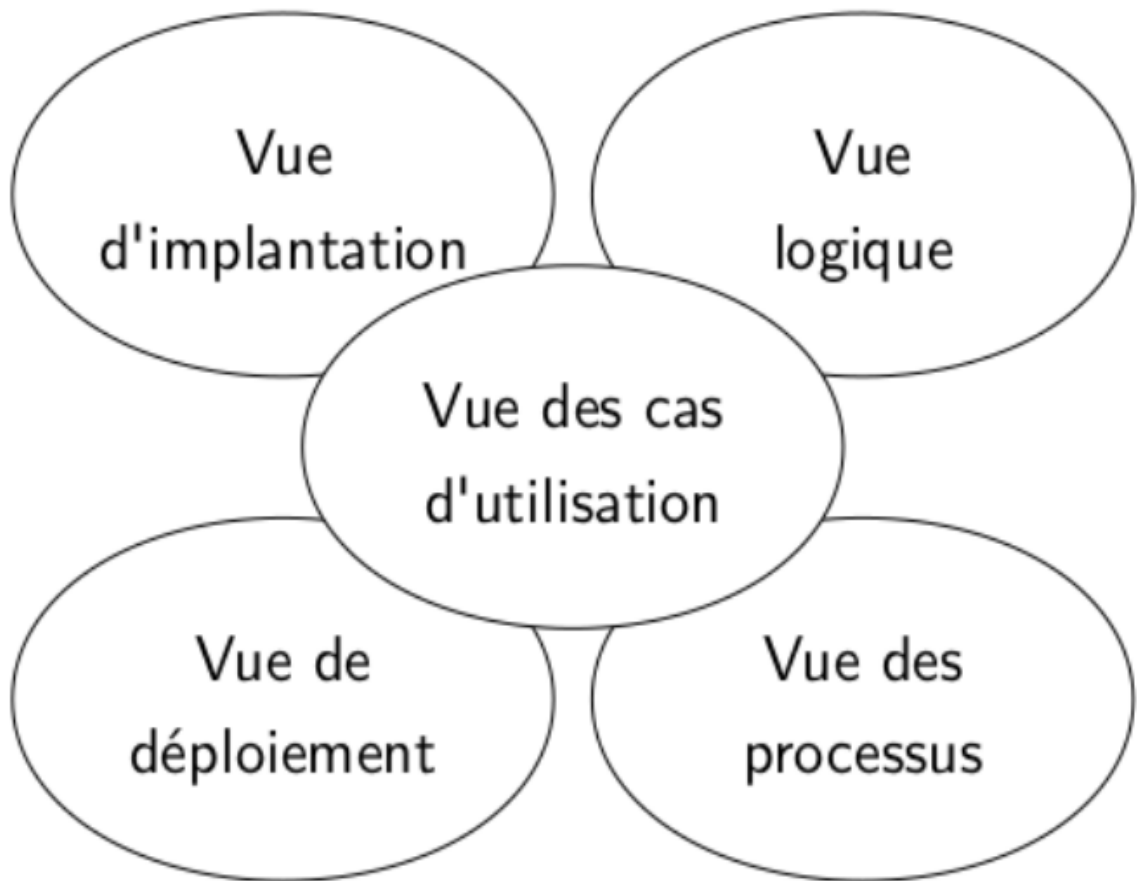 Vue
d'implantation
Vue
logique
Vue des cas
d'utilisation
Vue de
déploiement
Vue des
processus